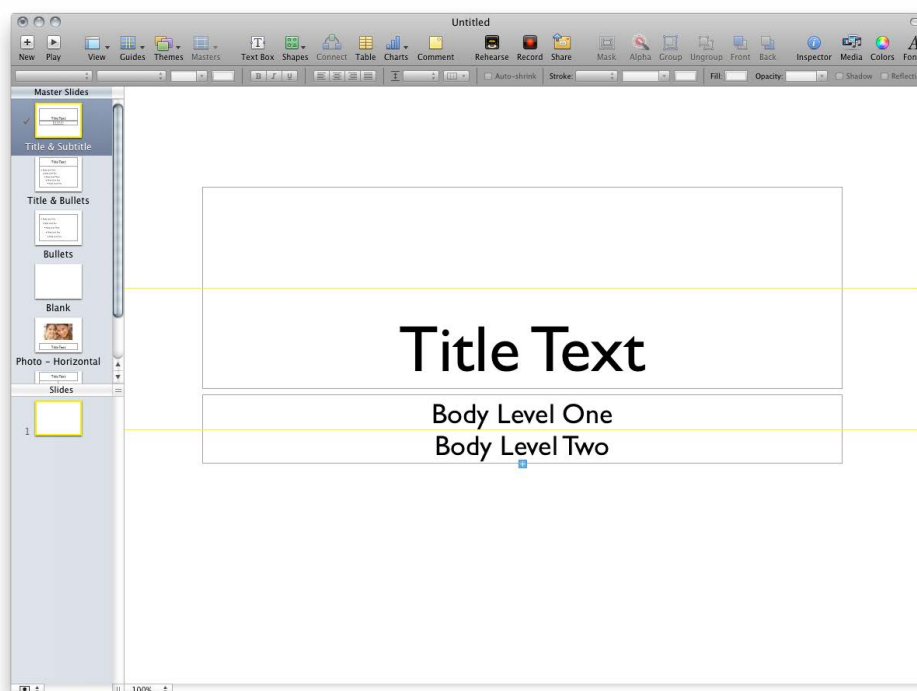 Untitled
New Play View Guides Themes Masters Text Box Shapes Connect Table Charts Comment Rehearse Record Share Mask Alpha Group Ungroup Front Back Inspector Media Colors
B I U Auto-shrink Stroke: Fill: Opacity: Shadow
Master Slides
Title & Subtitle
Title & Bullets
Bullets
Blank
Photo - Horizontal
Slides
1
Title Text
Body Level One
Body Level Two
100%